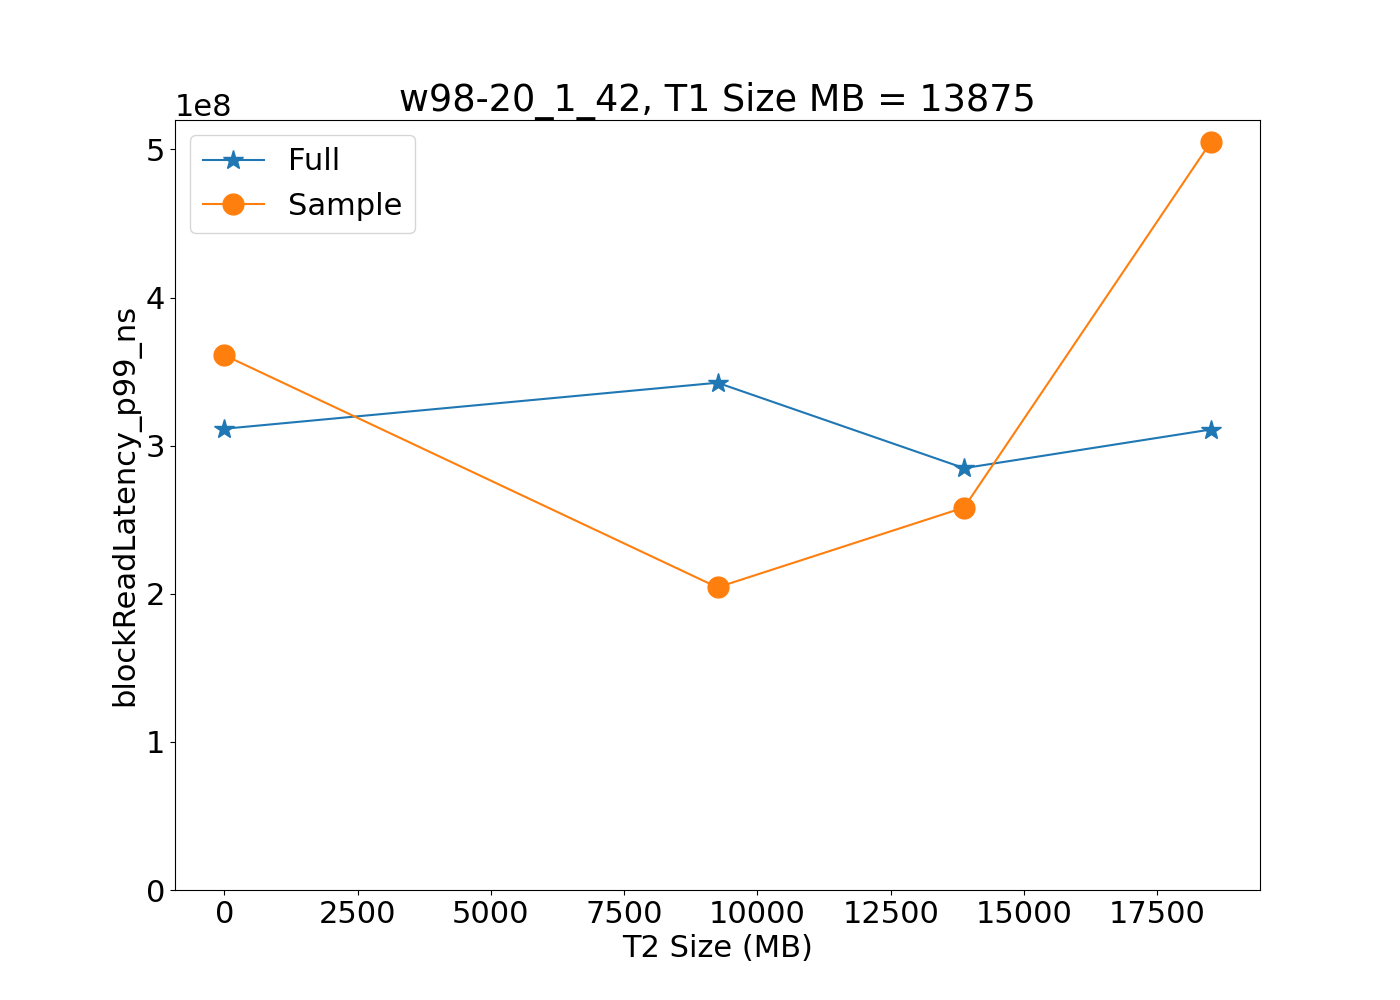 w98-20_1_42, T1 Size MB = 13875
1e8
Full
Sample
5
4
3
2
1
0
blockReadLatency_p99_ns
0 2500 5000 7500 10000 12500 15000 17500
T2 Size (MB)